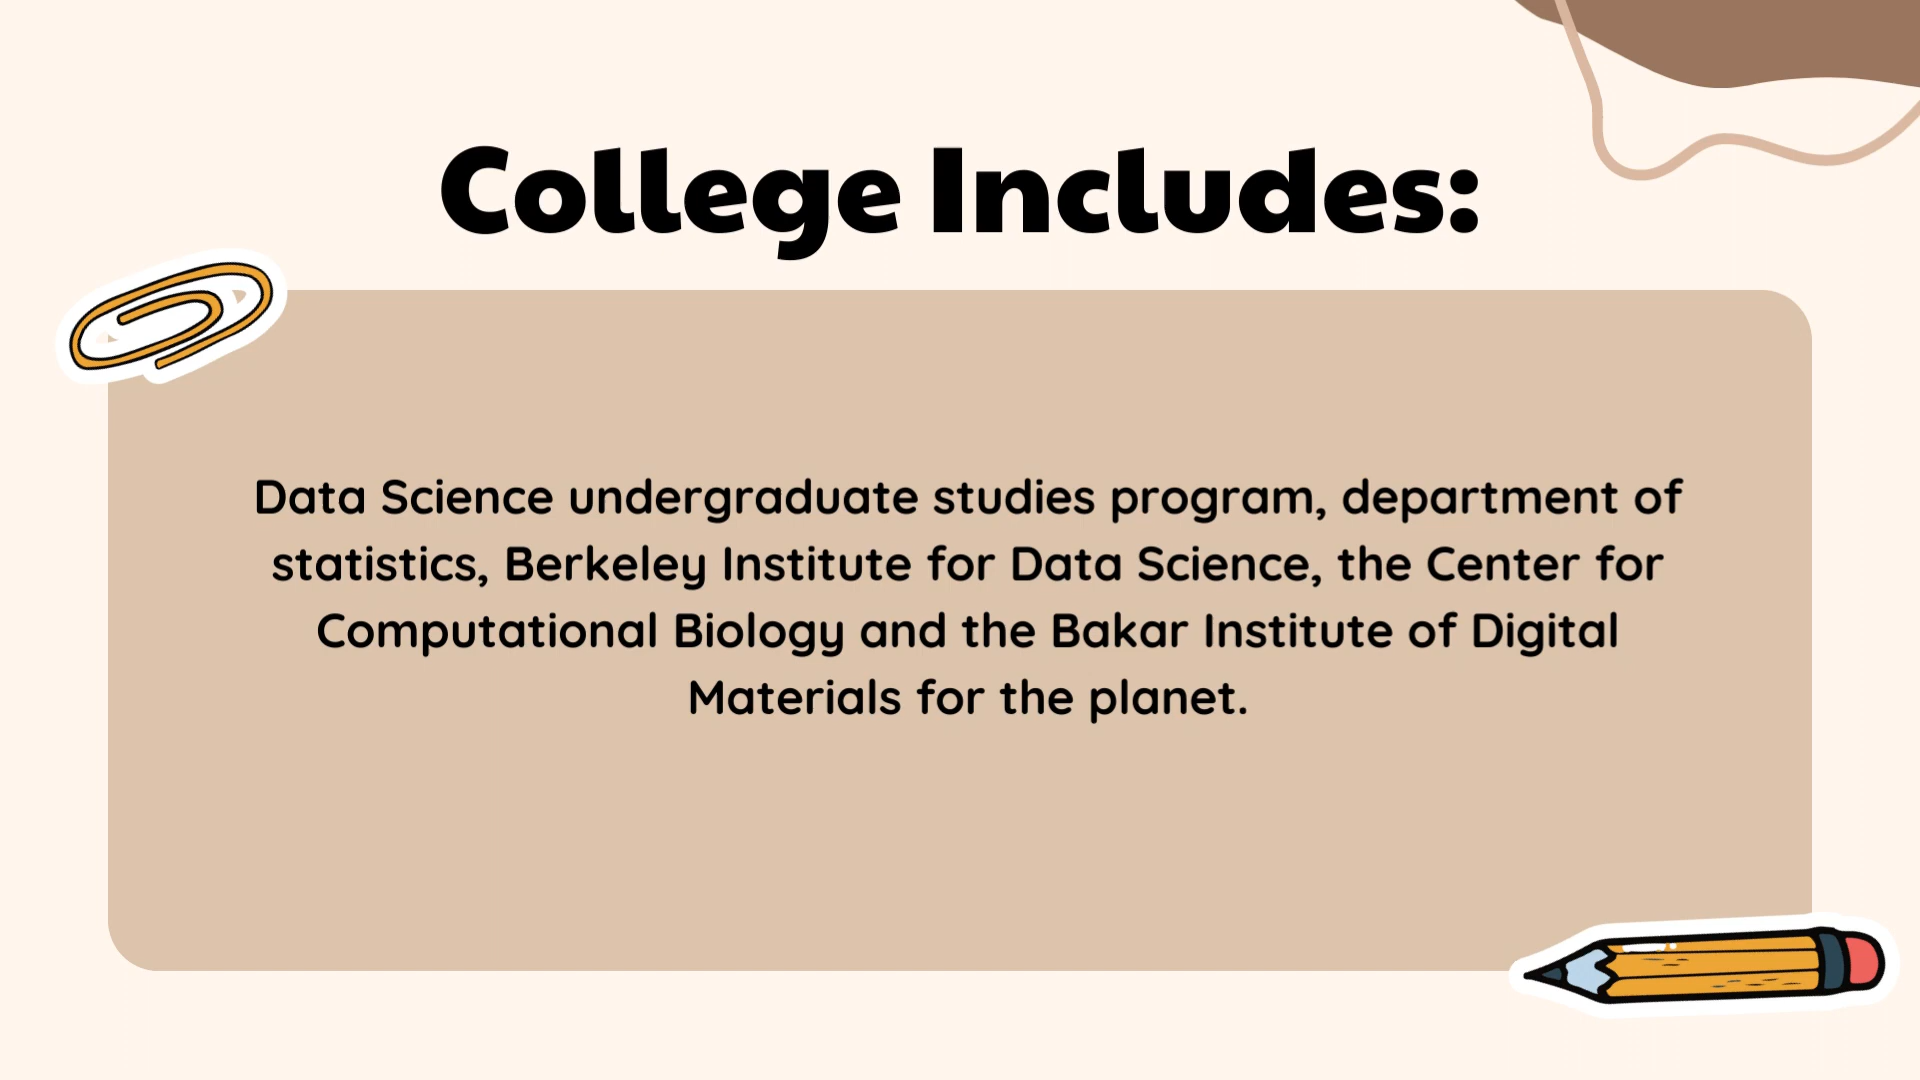 College Includes:
Data Science undergraduate studies program, department of
statistics, Berkeley Institute for Data Science, the Center for
Computational Biology and the Bakar Institute of Digital
Materials for the planet.